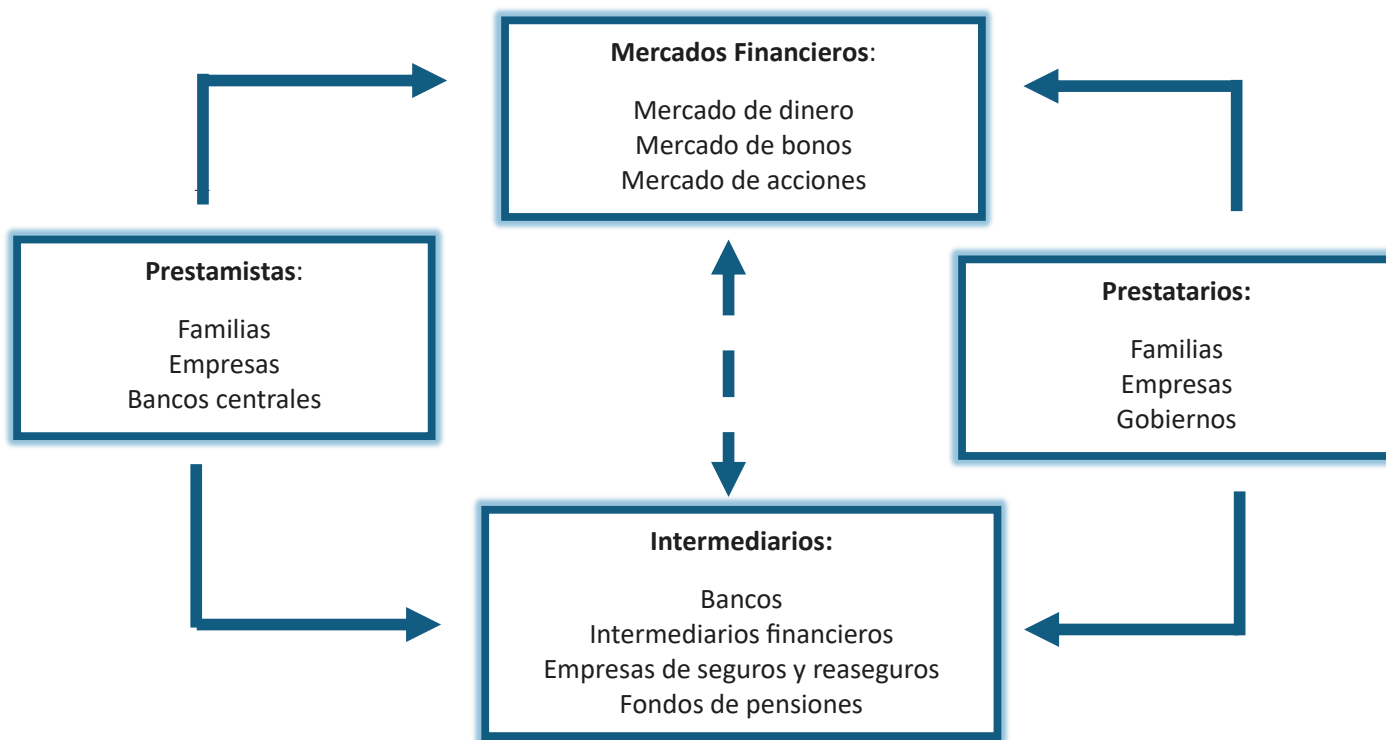 Mercados Financieros:
Mercado de dinero
Mercado de bonos
Mercado de acciones
Prestamistas:
Familias
Empresas
Bancos centrales
Prestatarios:
Familias
Empresas
Gobiernos
Intermediarios:
Bancos
Intermediarios financieros
Empresas de seguros y reaseguros
Fondos de pensiones